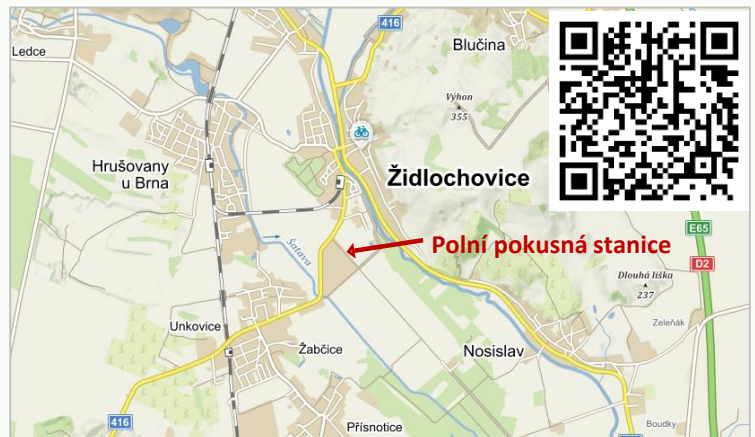 416
Ledce
Blučina
Výhon
355
Hrušovany
u Brna
Židlochovice
E65
Šatava
Polní pokusná stanice
D2
Dlouhá liška
237
Unkovice
Zeleňák
Žabčice
Nosislav
416
Přísnotice
Boudky